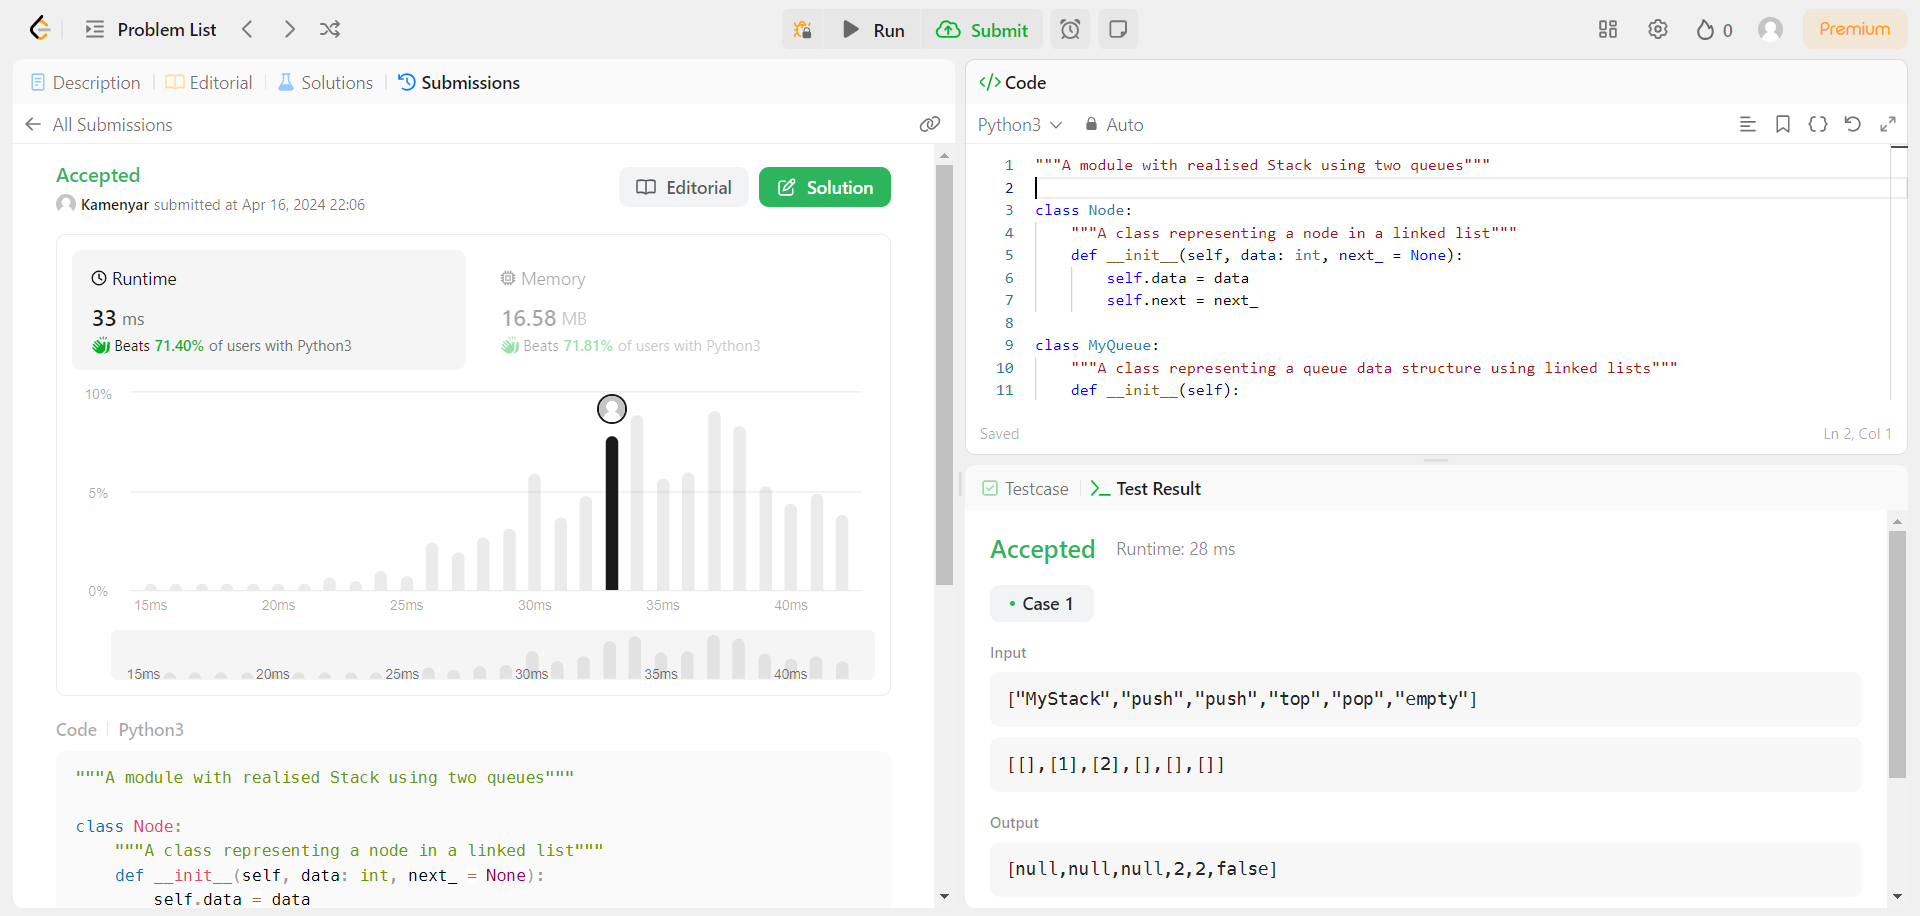 Problem List
Run
Submit
0
Premium
Description
Editorial
Solutions
Submissions
All Submissions
Accepted
Kamenyar submitted at Apr 16, 2024 22:06
Editorial
Solution
Runtime
33 ms
Beats 71.40% of users with Python3
Memory
16.58 MB
Beats 71.81% of users with Python3
10%
5%
0%
15ms 20ms 25ms 30ms 35ms 40ms
15ms 20ms 25ms 30ms 35ms 40ms
Code Python3
"""A module with realised Stack using two queues"""
class Node:
"""A class representing a node in a linked list"""
def __init__(self, data: int, next_ = None):
self.data = data
Code
Python3 Auto
1 """A module with realised Stack using two queues"""
2
3 class Node:
4 """A class representing a node in a linked list"""
5 def __init__(self, data: int, next_ = None):
6 self.data = data
7 self.next = next_
8
9 class MyQueue:
10 """A class representing a queue data structure using linked lists"""
11 def __init__(self):
Saved
Ln 2, Col 1
Testcase
Test Result
Accepted Runtime: 28 ms
• Case 1
Input
["MyStack","push","push","top","pop","empty"]
[[],[1],[2],[],[],[]]
Output
[null,null,null,2,2,false]